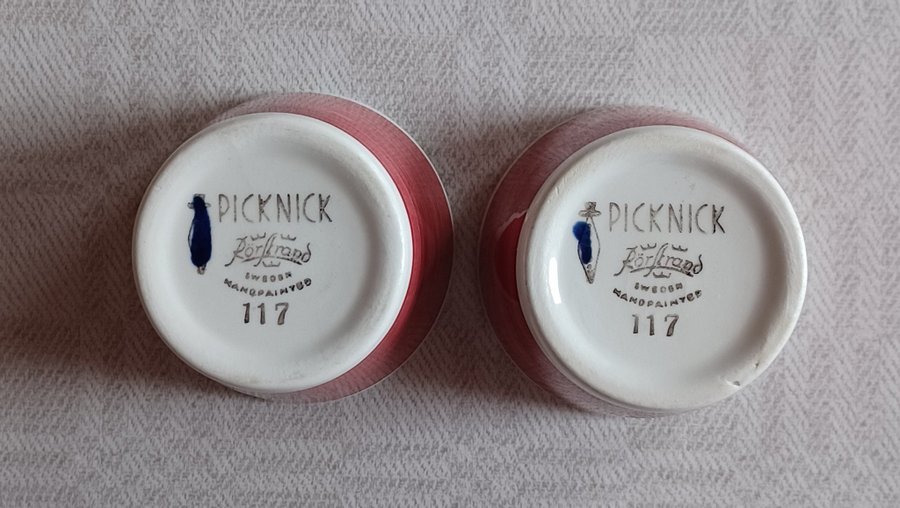 PICKNICK
Rörstrand
SWEDEN
HANDPAINTED
117
PICKNICK
Rörstrand
SWEDEN
HANDPAINTED
117